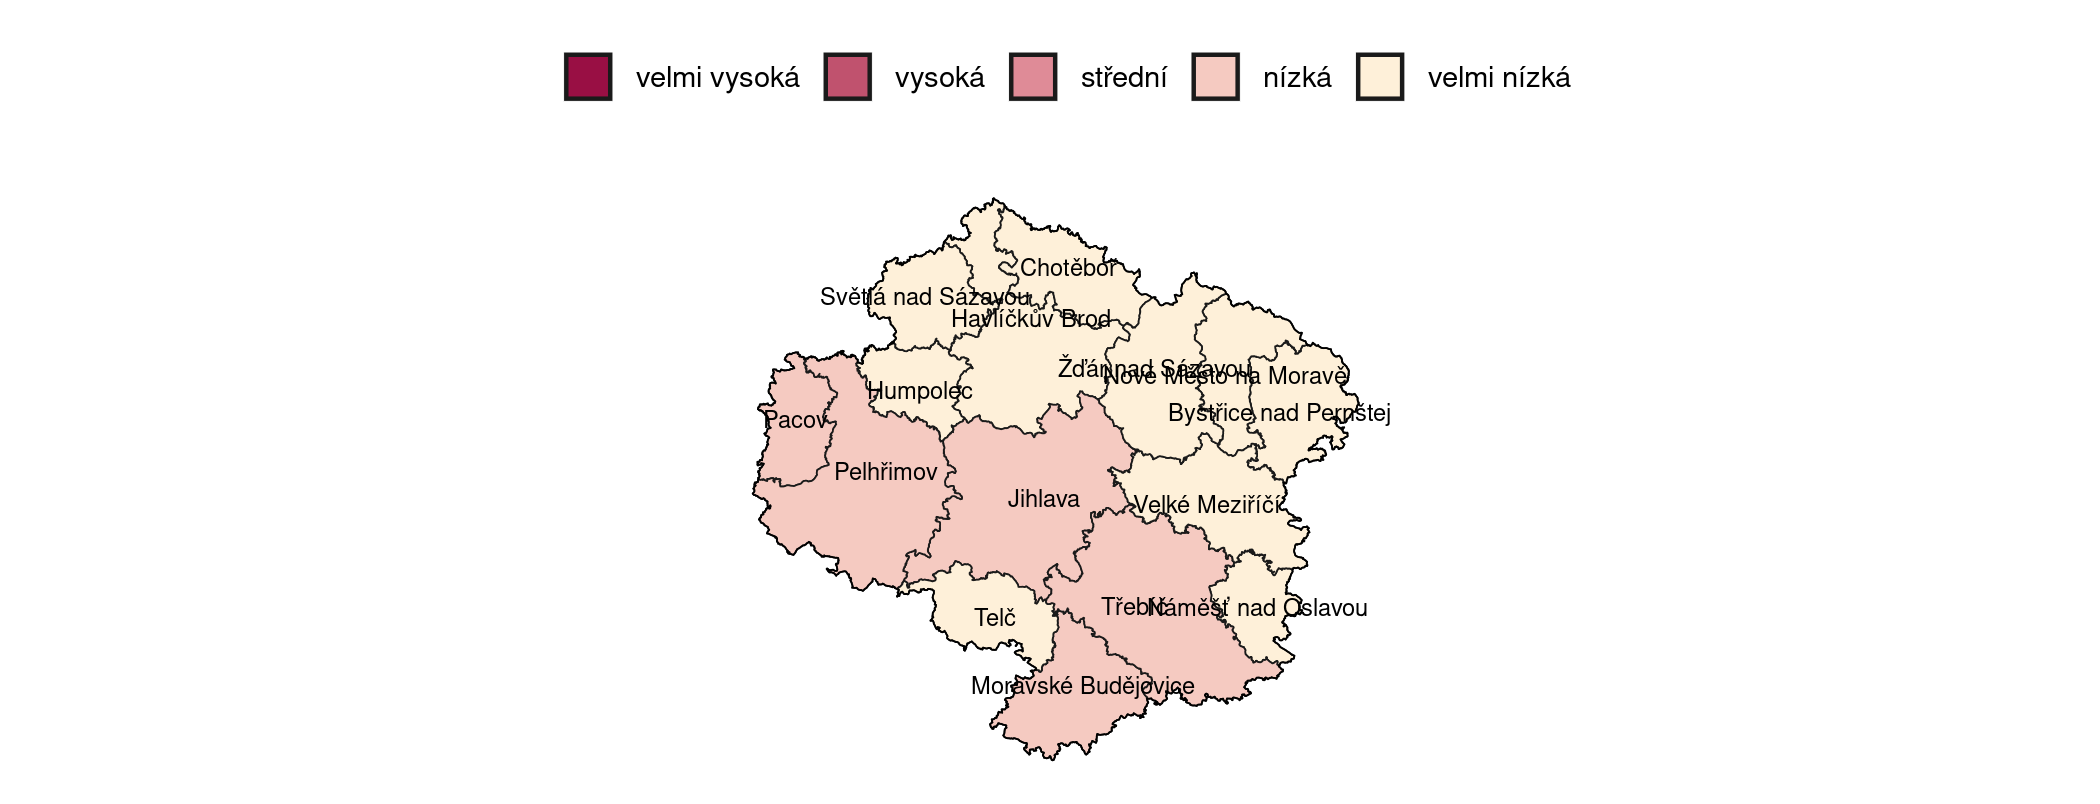 velmi vysoká vysoká střední nízká velmi nízká
Chotěboř
Světlá nad Sázavou
Havlíčkův Brod
Žďár nad Sázavou
Nové Město na Moravě
Humpolec
Bystřice nad Pernštej
Pacov
Pelhřimov
Jihlava
Velké Meziříčí
Třebíč
Náměšť nad Oslavou
Telč
Moravské Budějovice